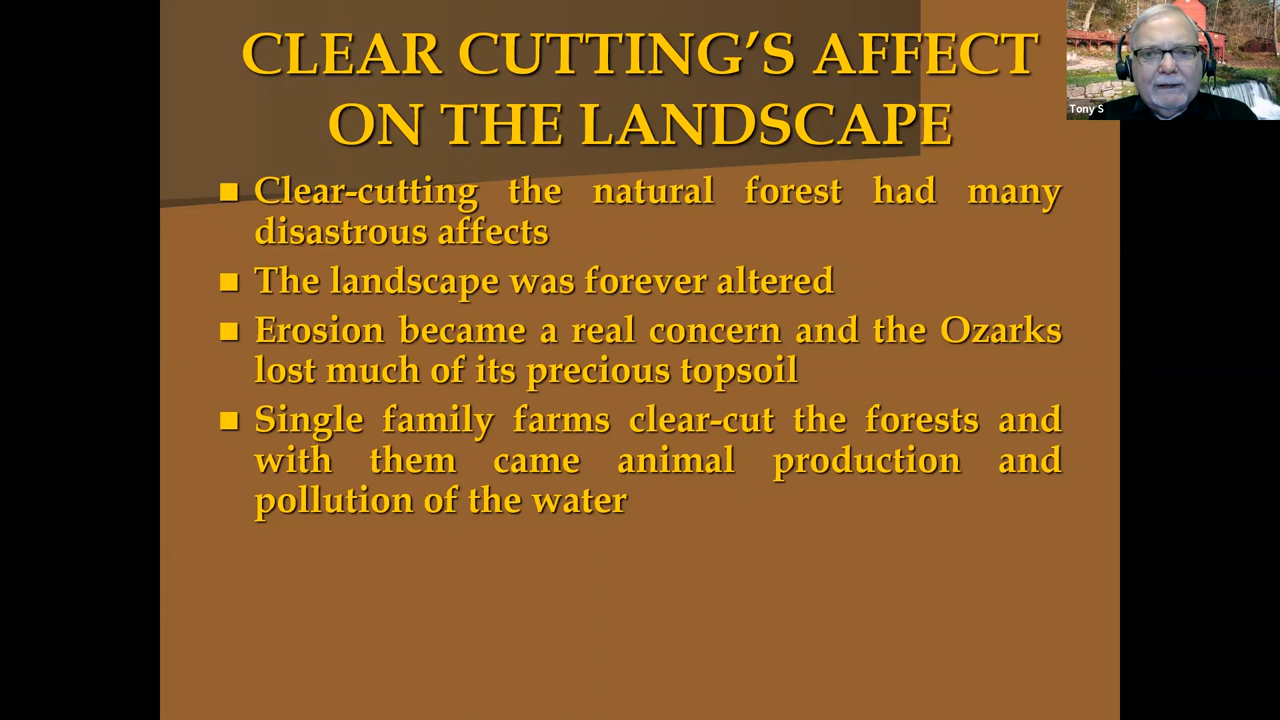 CLEAR CUTTING’S AFFECT
ON THE LANDSCAPE
Tony S
■ Clear-cutting the natural forest had many
disastrous affects
■ The landscape was forever altered
■ Erosion became a real concern and the Ozarks
lost much of its precious topsoil
■ Single family farms clear-cut the forests and
with them came animal production and
pollution of the water